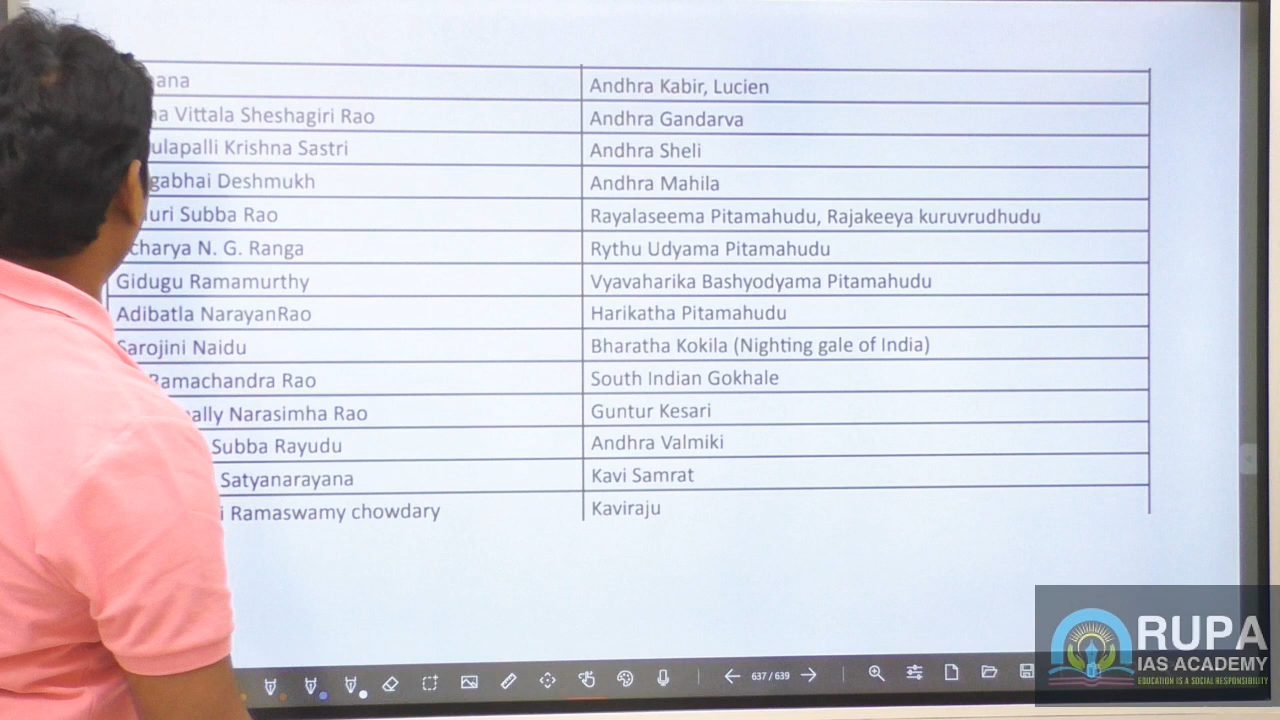 ana Andhra Kabir, Lucien
na Vittala Sheshagiri Rao Andhra Gandarva
ulapalli Krishna Sastri Andhra Sheli
gabhai Deshmukh Andhra Mahila
uri Subba Rao Rayalaseema Pitamahudu, Rajakeeya kuruvrudhudu
charya N. G. Ranga Rythu Udyama Pitamahudu
Gidugu Ramamurthy Vyavaharika Bashyodyama Pitamahudu
Adibatla NarayanRao Harikatha Pitamahudu
Sarojini Naidu Bharatha Kokila (Nighting gale of India)
Ramachandra Rao South Indian Gokhale
ally Narasimha Rao Guntur Kesari
Subba Rayudu Andhra Valmiki
Satyanarayana Kavi Samrat
i Ramaswamy chowdary Kaviraju
637 / 639
RUPA
IAS ACADEMY
EDUCATION IS A SOCIAL RESPONSIBILITY